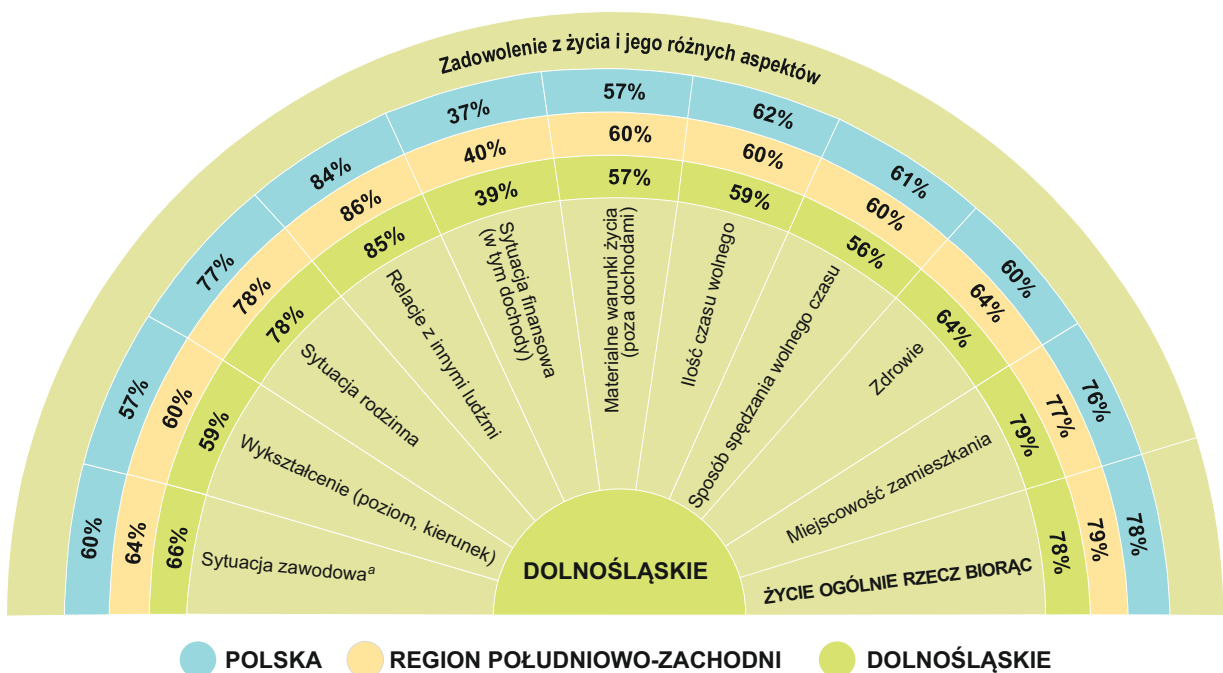 Zadowolenie z życia i jego różnych aspektów
60%
57%
77%
84%
37%
57%
62%
61%
60%
76%
78%
64%
60%
78%
86%
40%
60%
60%
60%
64%
77%
79%
66%
59%
78%
85%
39%
57%
59%
56%
64%
79%
78%
Sytuacja zawodowaᵃ
Wykształcenie (poziom, kierunek)
Sytuacja rodzinna
Relacje z innymi ludźmi
Sytuacja finansowa
(w tym dochody)
Materialne warunki życia
(poza dochodami)
Ilość czasu wolnego
Sposób spędzania wolnego czasu
Zdrowie
Miejscowość zamieszkania
ŻYCIE OGÓLNIE RZECZ BIORĄC
DOLNOŚLĄSKIE
POLSKA
REGION POŁUDNIOWO-ZACHODNI
DOLNOŚLĄSKIE